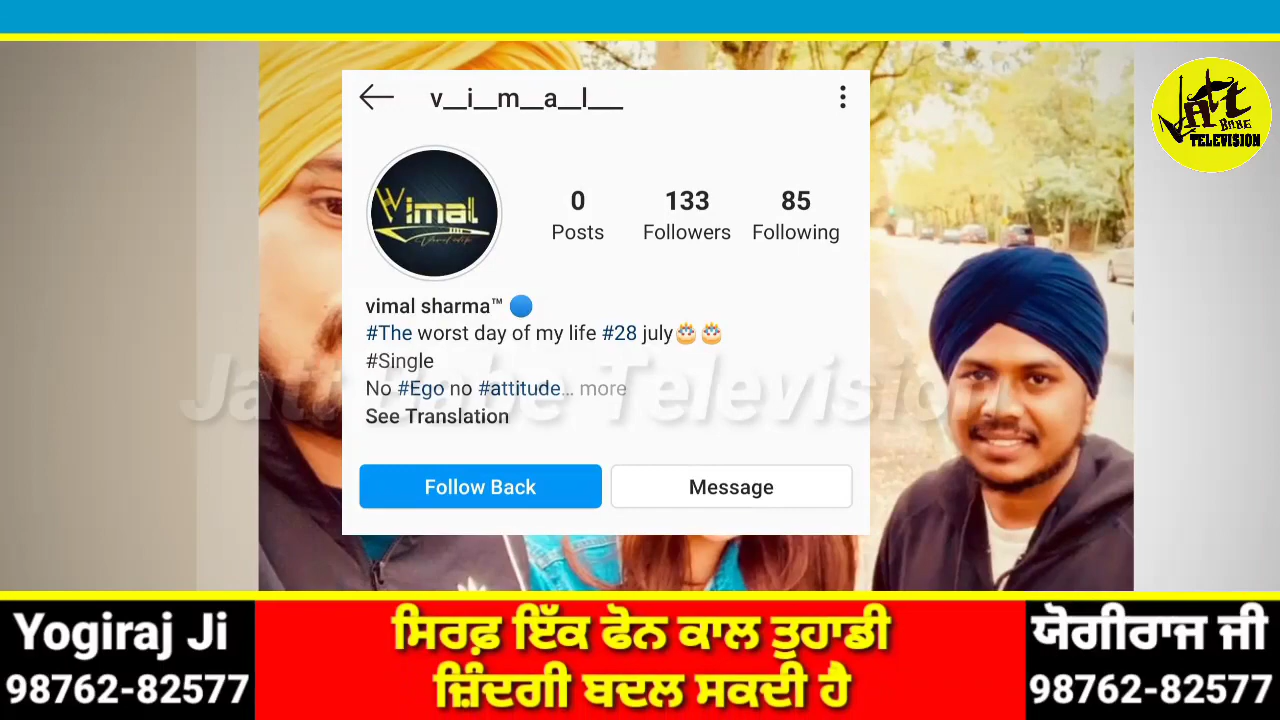 v__i__m__a__l___
Jatt
BABE
TELEVISION
Vimal
0
133
85
Posts
Followers
Following
vimal sharma™
#The worst day of my life #28 july🎂🎂
#Single
No #Ego no #attitude... more
See Translation
Jatt Babe Television
Follow Back
Message
Yogiraj Ji
98762-82577
ਸਿਰਫ਼ ਇੱਕ ਫੋਨ ਕਾਲ ਤੁਹਾਡੀ
ਜ਼ਿੰਦਗੀ ਬਦਲ ਸਕਦੀ ਹੈ
ਯੋਗੀਰਾਜ ਜੀ
98762-82577